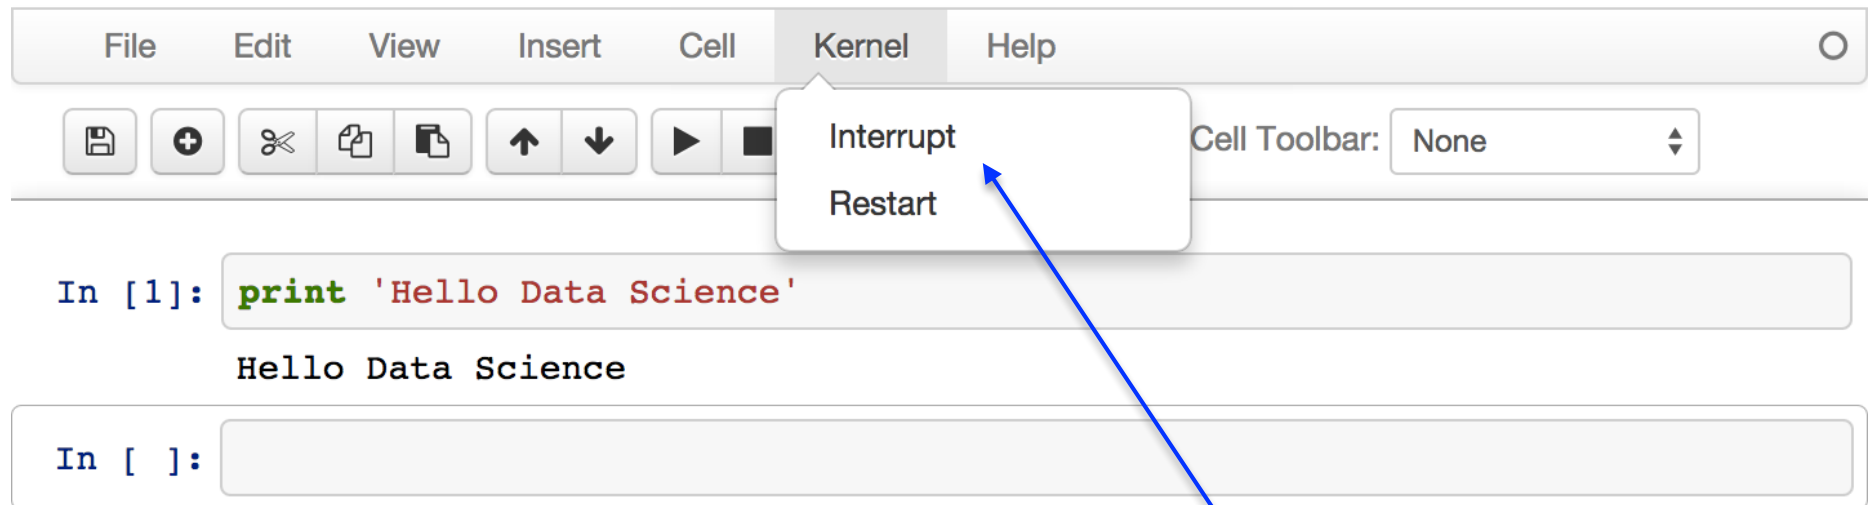 File Edit View Insert Cell Kernel Help
Interrupt
Restart
Cell Toolbar: None
In [1]: print 'Hello Data Science'
Hello Data Science
In [ ]: